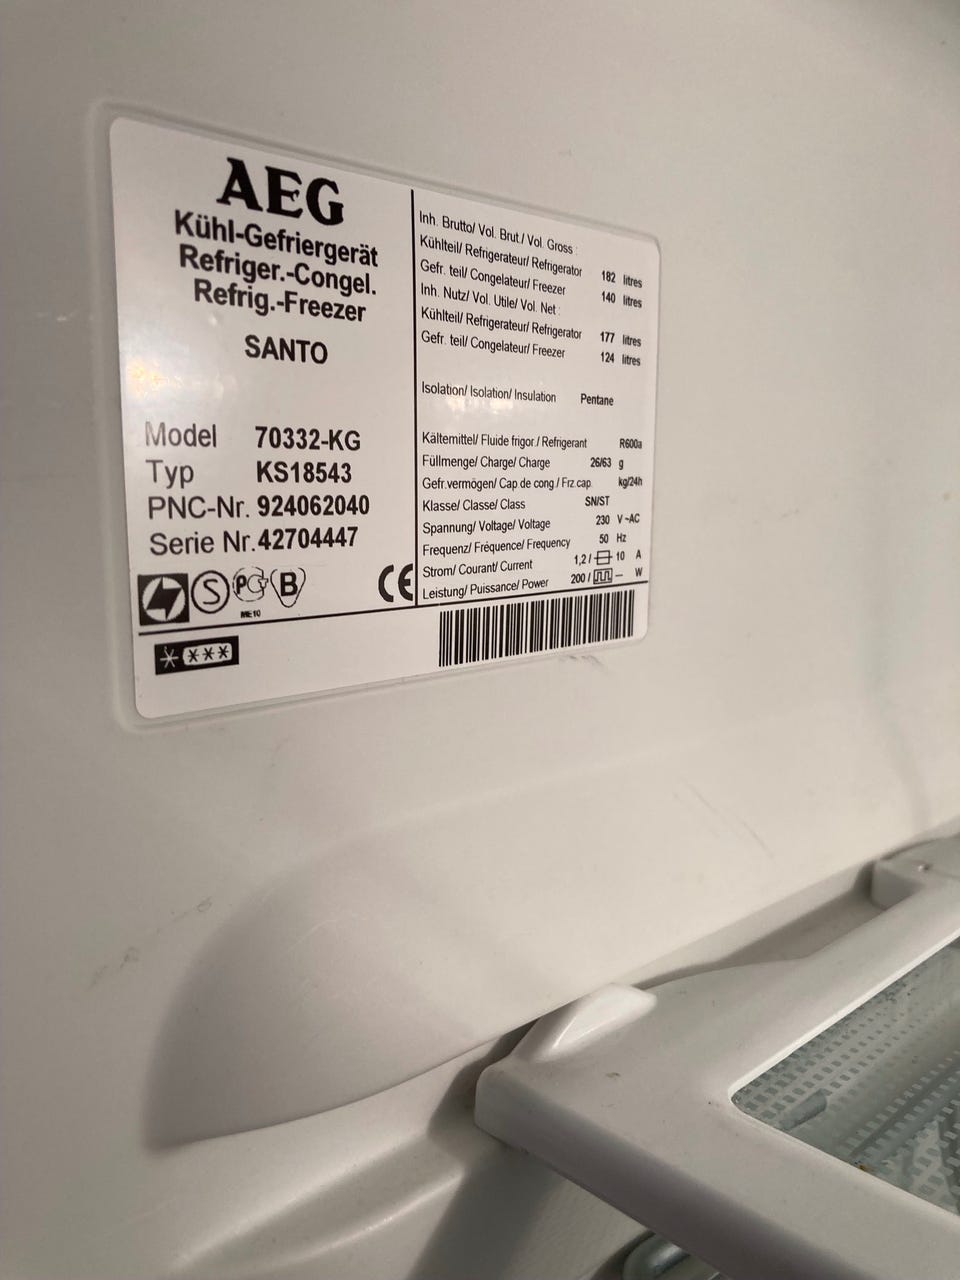 AEG
Kühl-Gefriergerät
Refriger.-Congel.
Refrig.-Freezer
SANTO
Model 70332-KG
Typ KS18543
PNC-Nr. 924062040
Serie Nr. 42704447
S PG B CE
ME10
Inh. Brutto/ Vol. Brut./ Vol. Gross :
Kühlteil/ Refrigerateur/ Refrigerator 182 litres
Gefr. teil/ Congelateur/ Freezer 140 litres
Inh. Nutz/ Vol. Utile/ Vol. Net :
Kühlteil/ Refrigerateur/ Refrigerator 177 litres
Gefr. teil/ Congelateur/ Freezer 124 litres
Isolation/ Isolation/ Insulation Pentane
Kältemittel/ Fluide frigor./ Refrigerant R600a
Füllmenge/ Charge/ Charge 26/63 g
Gefr.vermögen/ Cap.de cong./ Frz.cap. kg/24h
Klasse/ Classe/ Class SN/ST
Spannung/ Voltage/ Voltage 230 V ~AC
Frequenz/ Fréquence/ Frequency 50 Hz
Strom/ Courant/ Current 1,2 / 10 A
Leistung/ Puissance/ Power 200 / — W